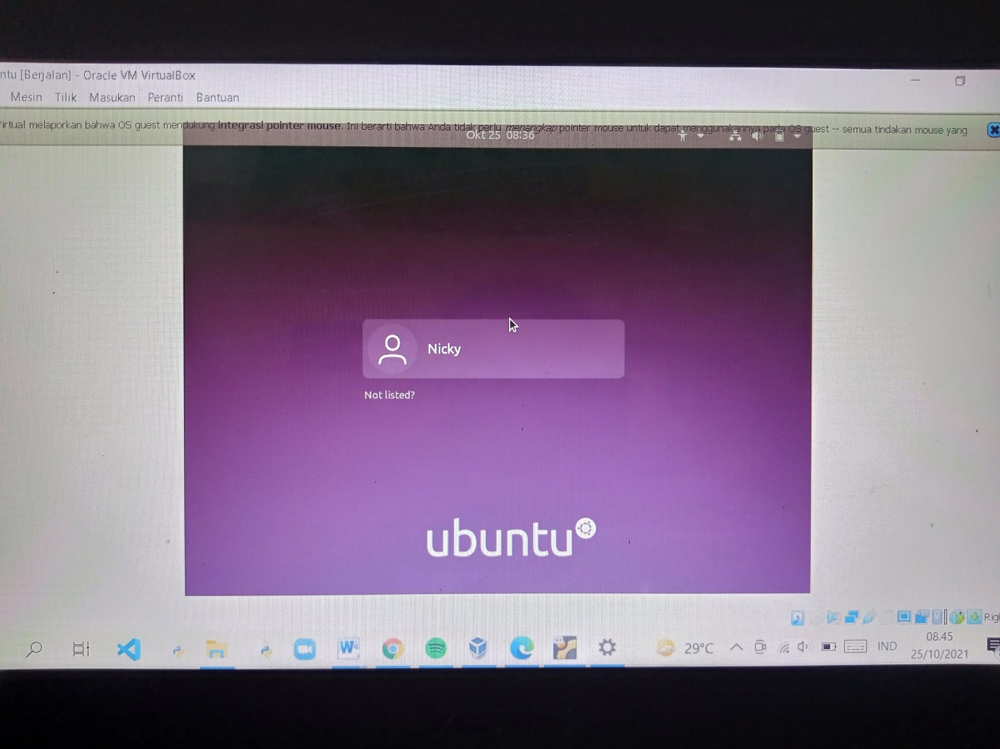 ntu [Berjalan] - Oracle VM VirtualBox
Mesin Tilik Masukan Peranti Bantuan
Virtual melaporkan bahwa OS guest mendukung integrasi pointer mouse. Ini berarti bahwa Anda tidak perlu menangkap pointer mouse untuk dapat menggunakannya pada OS guest -- semua tindakan mouse yang
Okt 25 08:36
Nicky
Not listed?
ubuntu
Righ
W
29°C
IND
08.45
25/10/2021